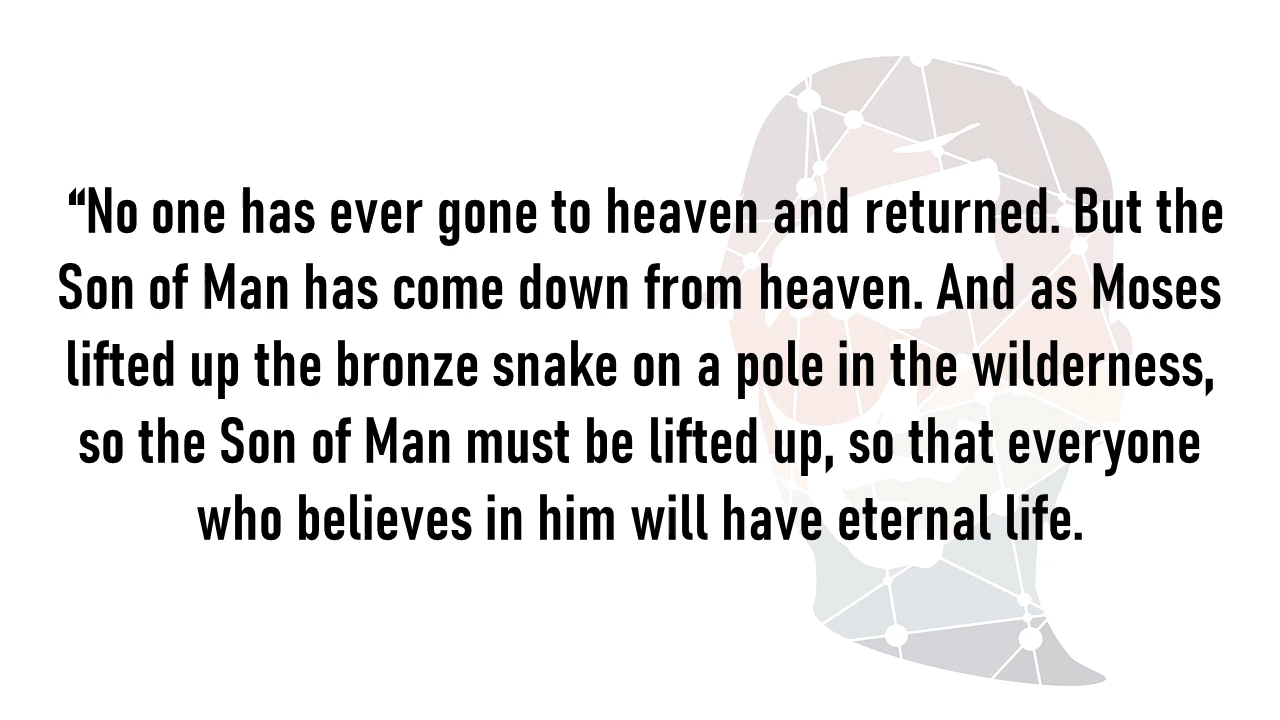 “No one has ever gone to heaven and returned. But the
Son of Man has come down from heaven. And as Moses
lifted up the bronze snake on a pole in the wilderness,
so the Son of Man must be lifted up, so that everyone
who believes in him will have eternal life.